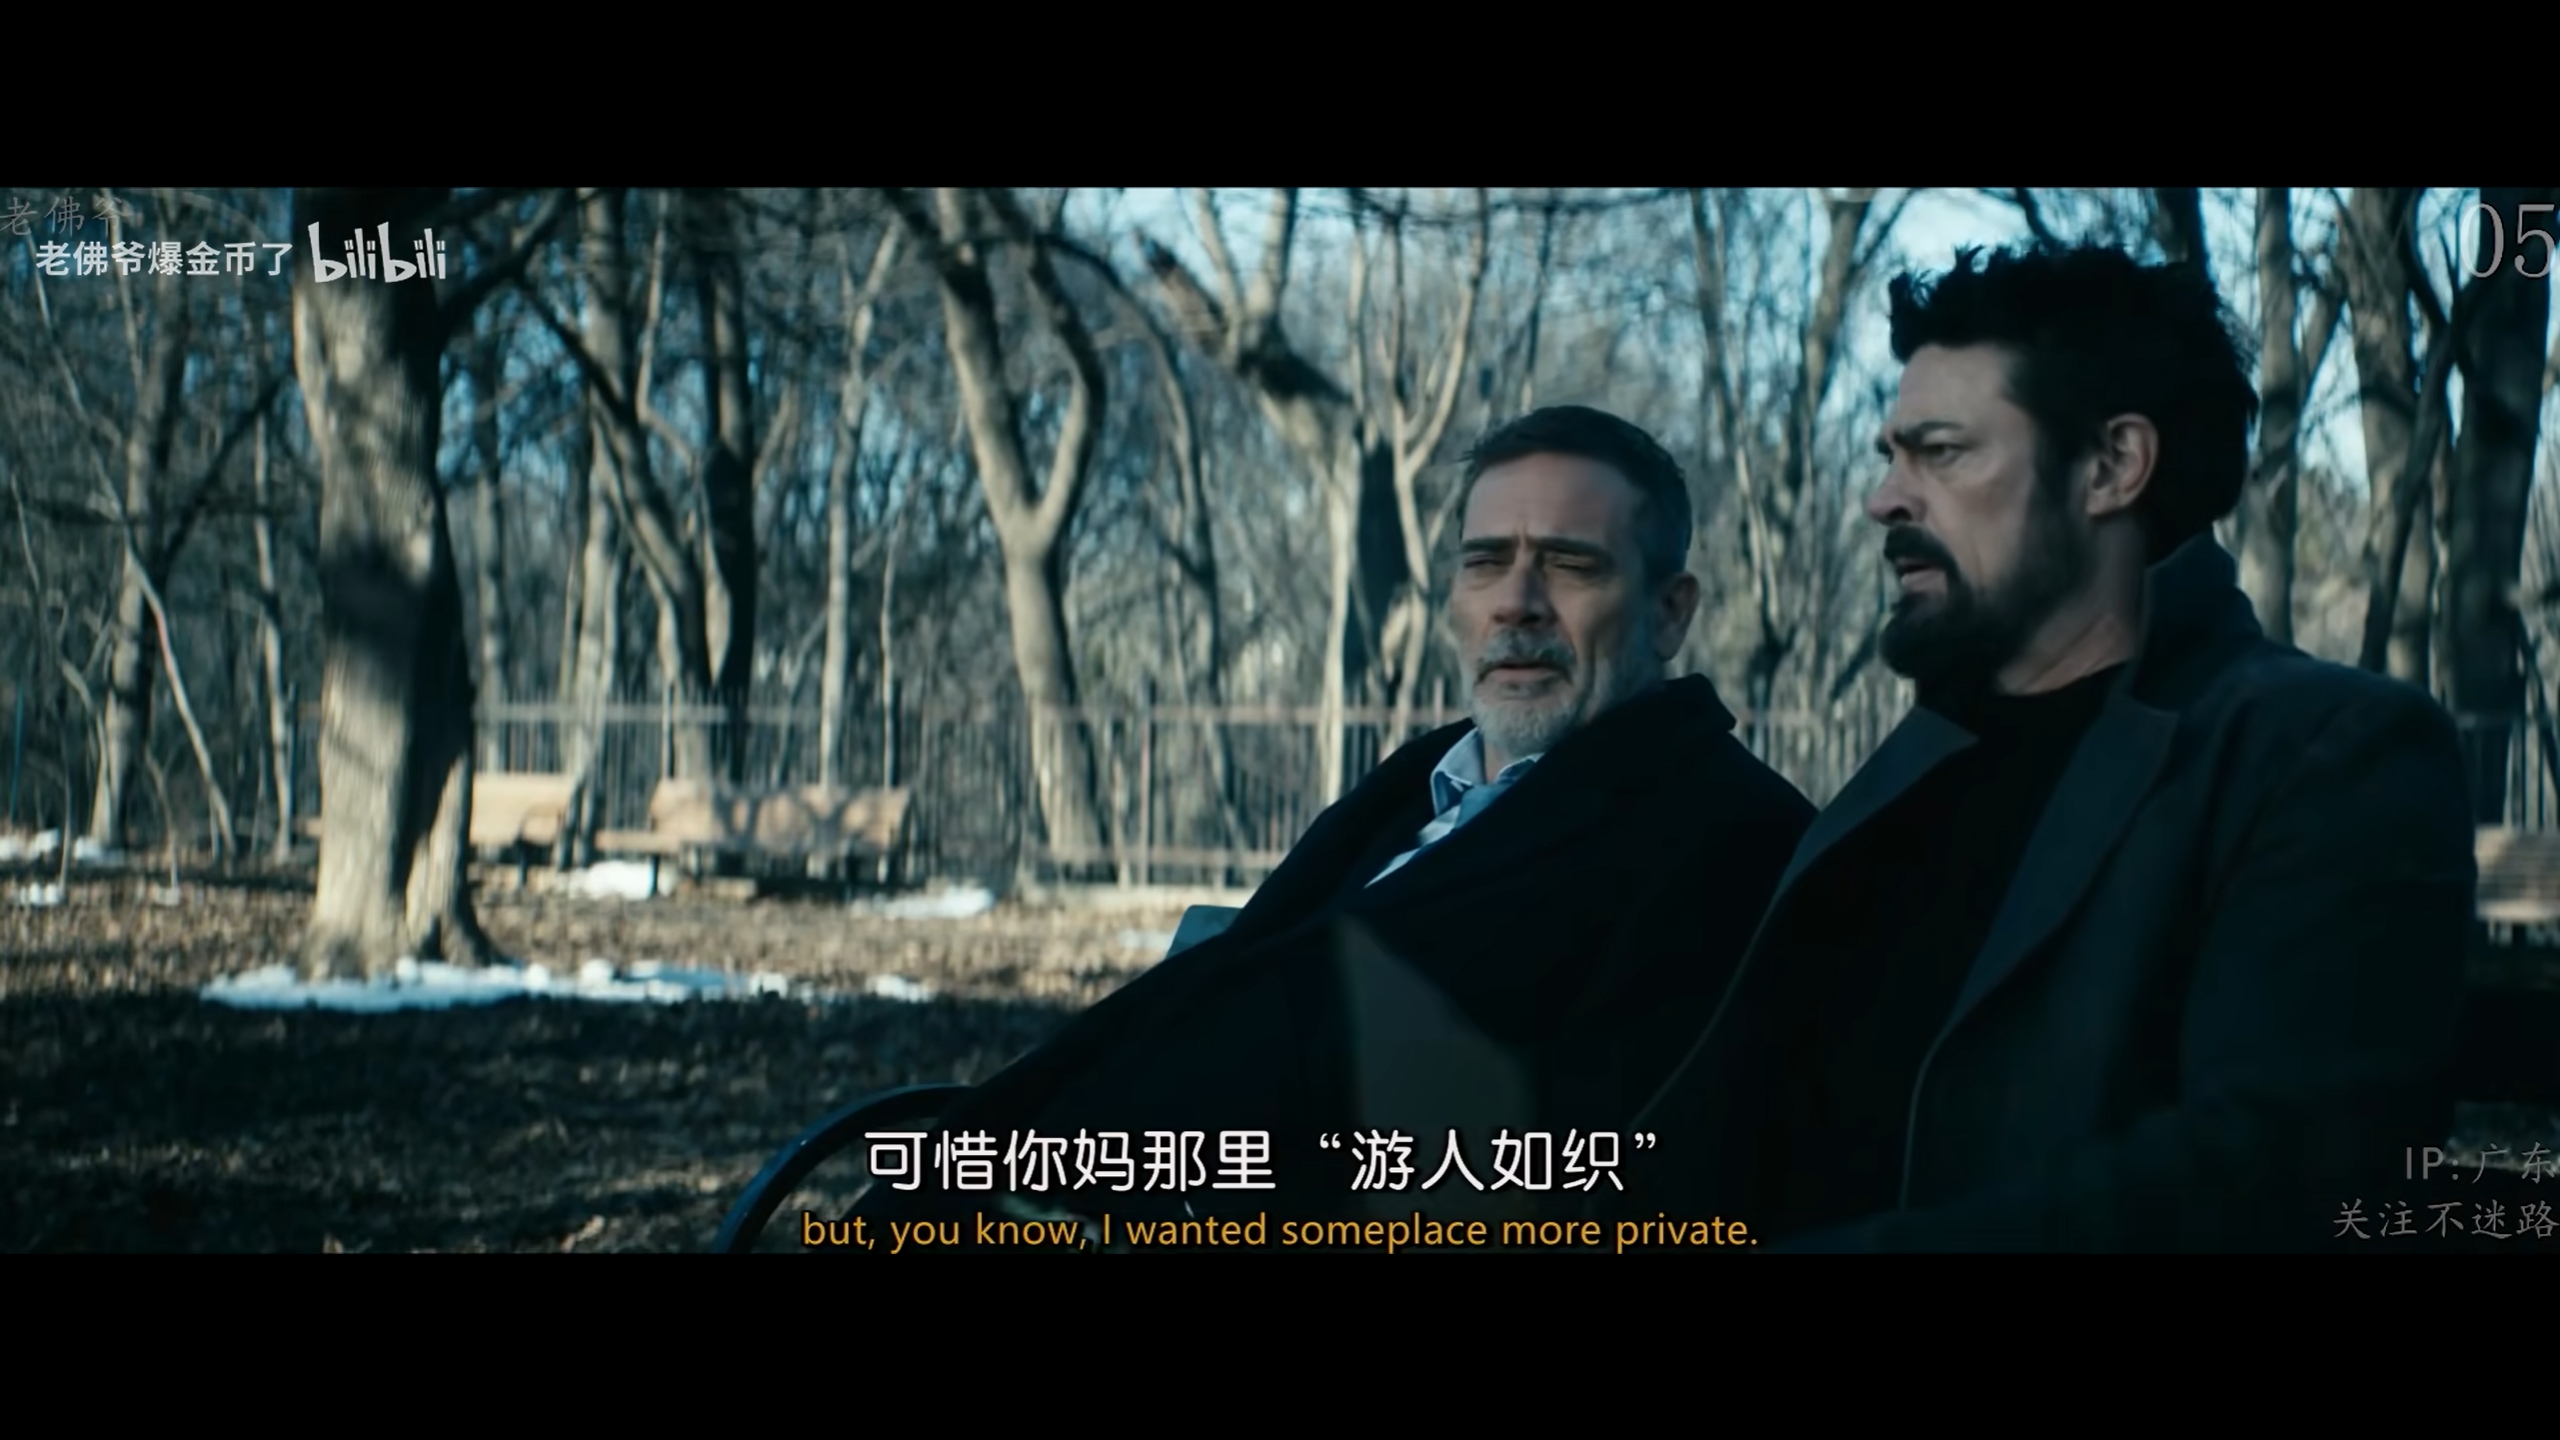 老佛爷
老佛爷爆金币了 bilibili
05
可惜你妈那里“游人如织”
but, you know, I wanted someplace more private.
IP:广东
关注不迷路